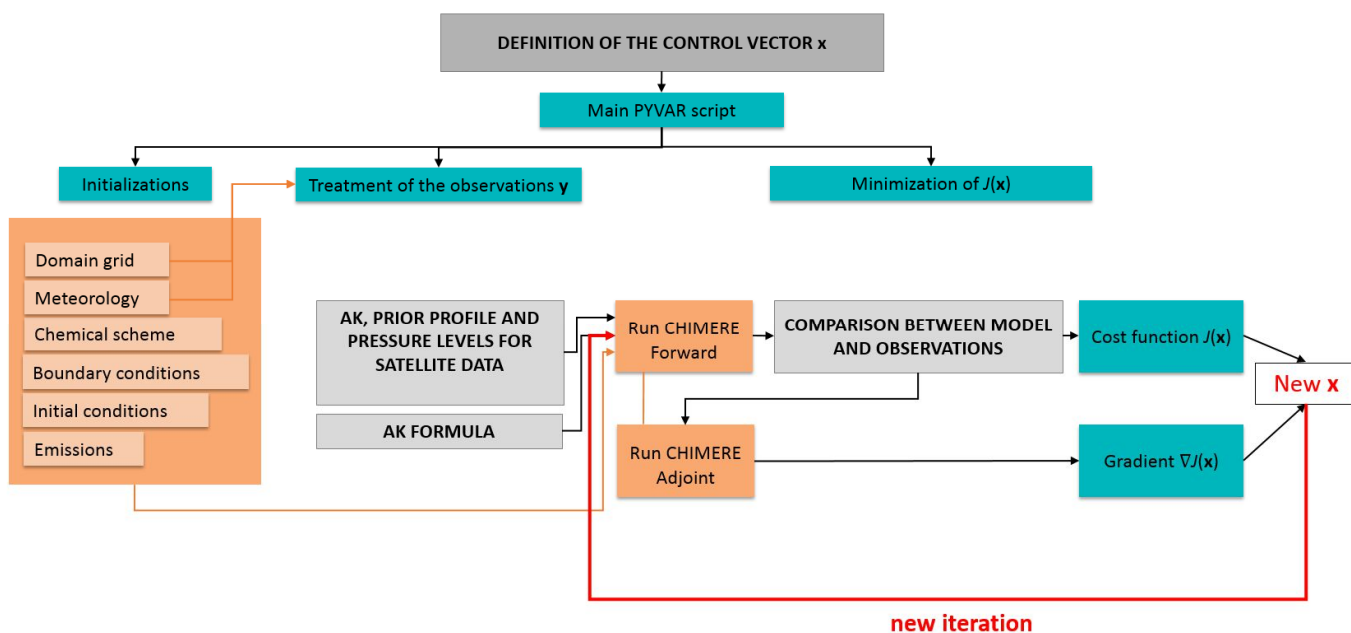 DEFINITION OF THE CONTROL VECTOR x
Main PYVAR script
Initializations
Treatment of the observations y
Minimization of J(x)
Domain grid
Meteorology
Chemical scheme
Boundary conditions
Initial conditions
Emissions
AK, PRIOR PROFILE AND
PRESSURE LEVELS FOR
SATELLITE DATA
AK FORMULA
Run CHIMERE
Forward
COMPARISON BETWEEN MODEL
AND OBSERVATIONS
Cost function J(x)
New x
Run CHIMERE
Adjoint
Gradient ∇J(x)
new iteration